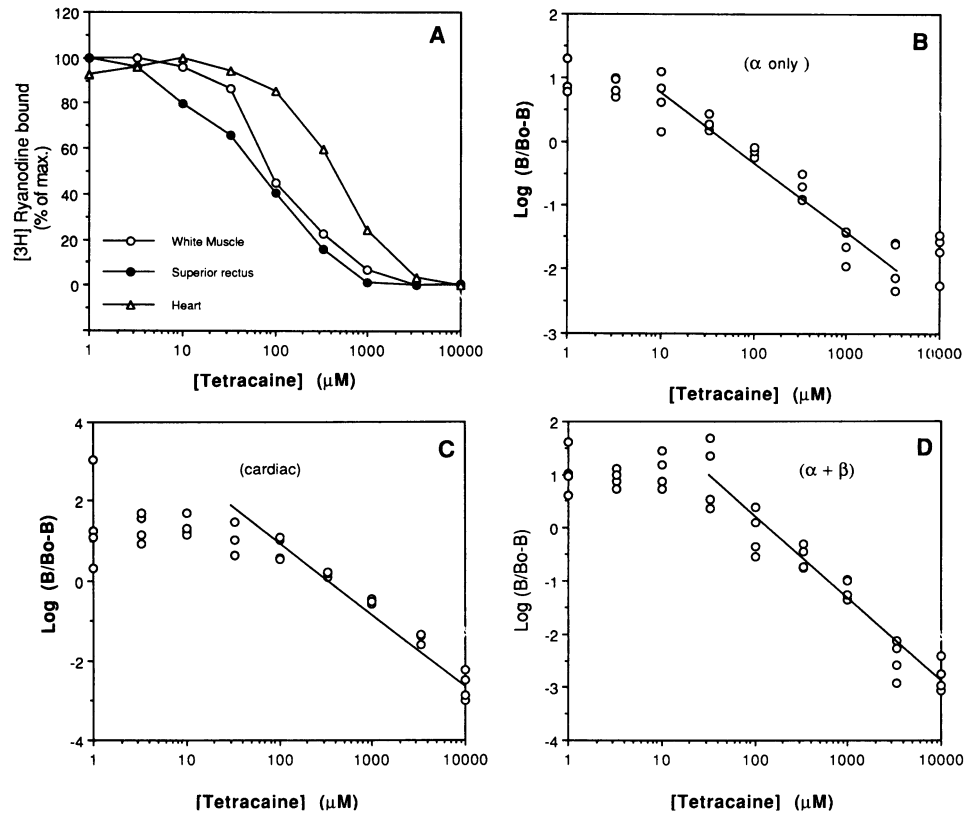 A
120
100
80
60
40
20
0
[3H] Ryanodine bound
(% of max.)
White Muscle
Superior rectus
Heart
1 10 100 1000 10000
[Tetracaine] (μM)
B
(α only )
2
1
0
-1
-2
-3
Log (B/Bo-B)
1 10 100 1000 10000
[Tetracaine] (μM)
C
(cardiac)
4
2
0
-2
-4
Log (B/Bo-B)
1 10 100 1000 10000
[Tetracaine] (μM)
D
(α + β)
2
1
0
-1
-2
-3
-4
Log (B/Bo-B)
1 10 100 1000 10000
[Tetracaine] (μM)